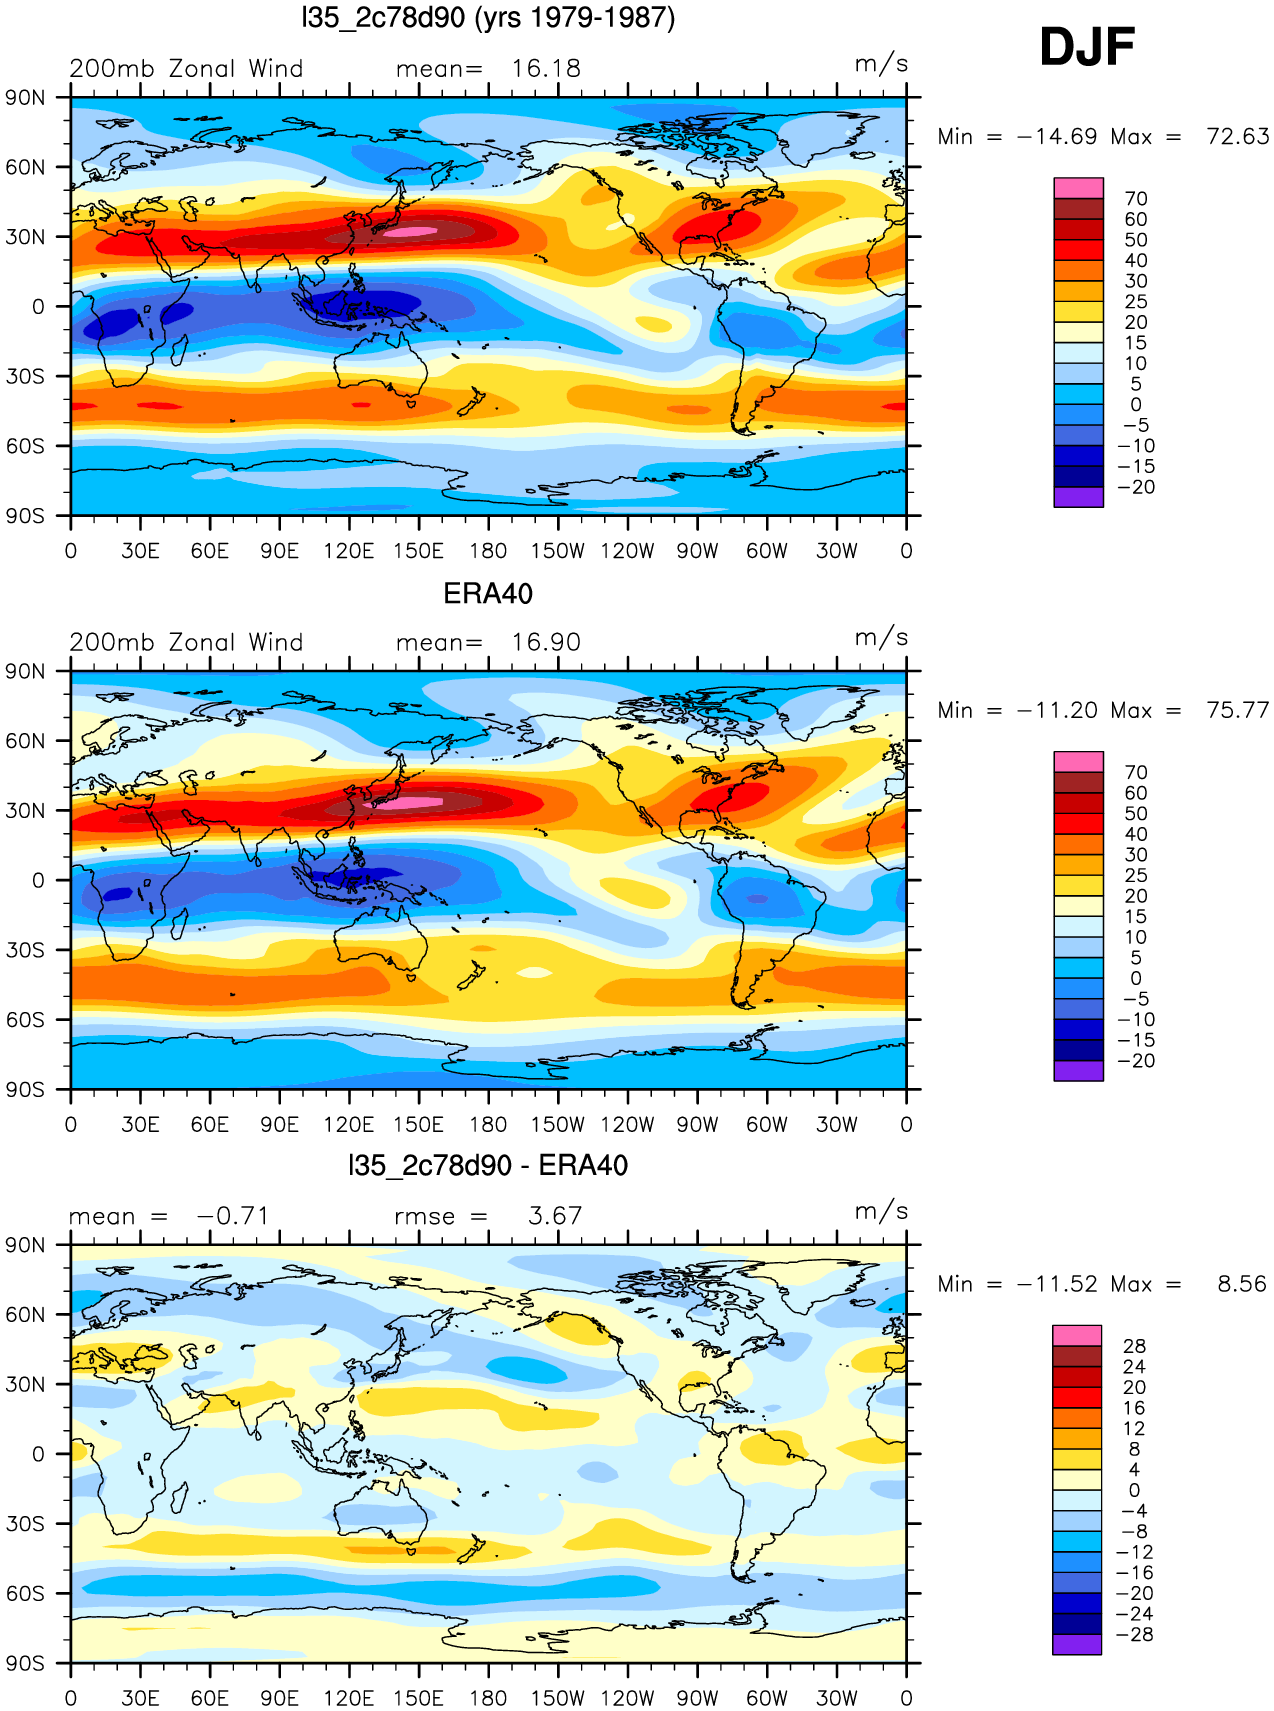 l35_2c78d90 (yrs 1979-1987)
DJF
200mb Zonal Wind mean= 16.18 m/s
Min = -14.69 Max = 72.63
90N
60N
30N
0
30S
60S
90S
0 30E 60E 90E 120E 150E 180 150W 120W 90W 60W 30W 0
70
60
50
40
30
25
20
15
10
5
0
-5
-10
-15
-20
ERA40
200mb Zonal Wind mean= 16.90 m/s
Min = -11.20 Max = 75.77
90N
60N
30N
0
30S
60S
90S
0 30E 60E 90E 120E 150E 180 150W 120W 90W 60W 30W 0
70
60
50
40
30
25
20
15
10
5
0
-5
-10
-15
-20
l35_2c78d90 - ERA40
mean = -0.71 rmse = 3.67 m/s
Min = -11.52 Max = 8.56
90N
60N
30N
0
30S
60S
90S
0 30E 60E 90E 120E 150E 180 150W 120W 90W 60W 30W 0
28
24
20
16
12
8
4
0
-4
-8
-12
-16
-20
-24
-28